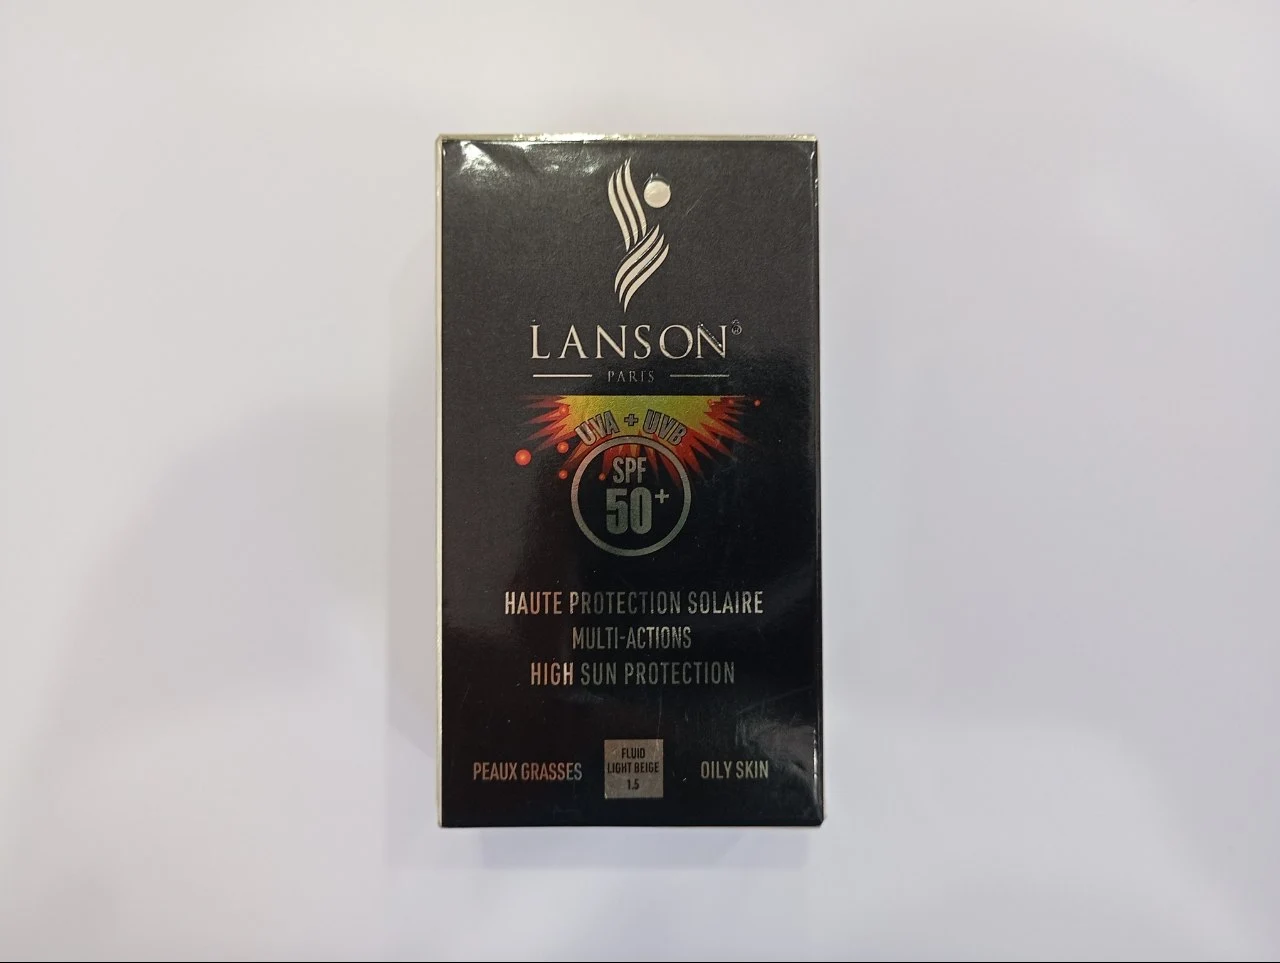 LANSON®
PARIS
UVA + UVB
SPF
50+
HAUTE PROTECTION SOLAIRE
MULTI-ACTIONS
HIGH SUN PROTECTION
PEAUX GRASSES
FLUID
LIGHT BEIGE
1.5
OILY SKIN